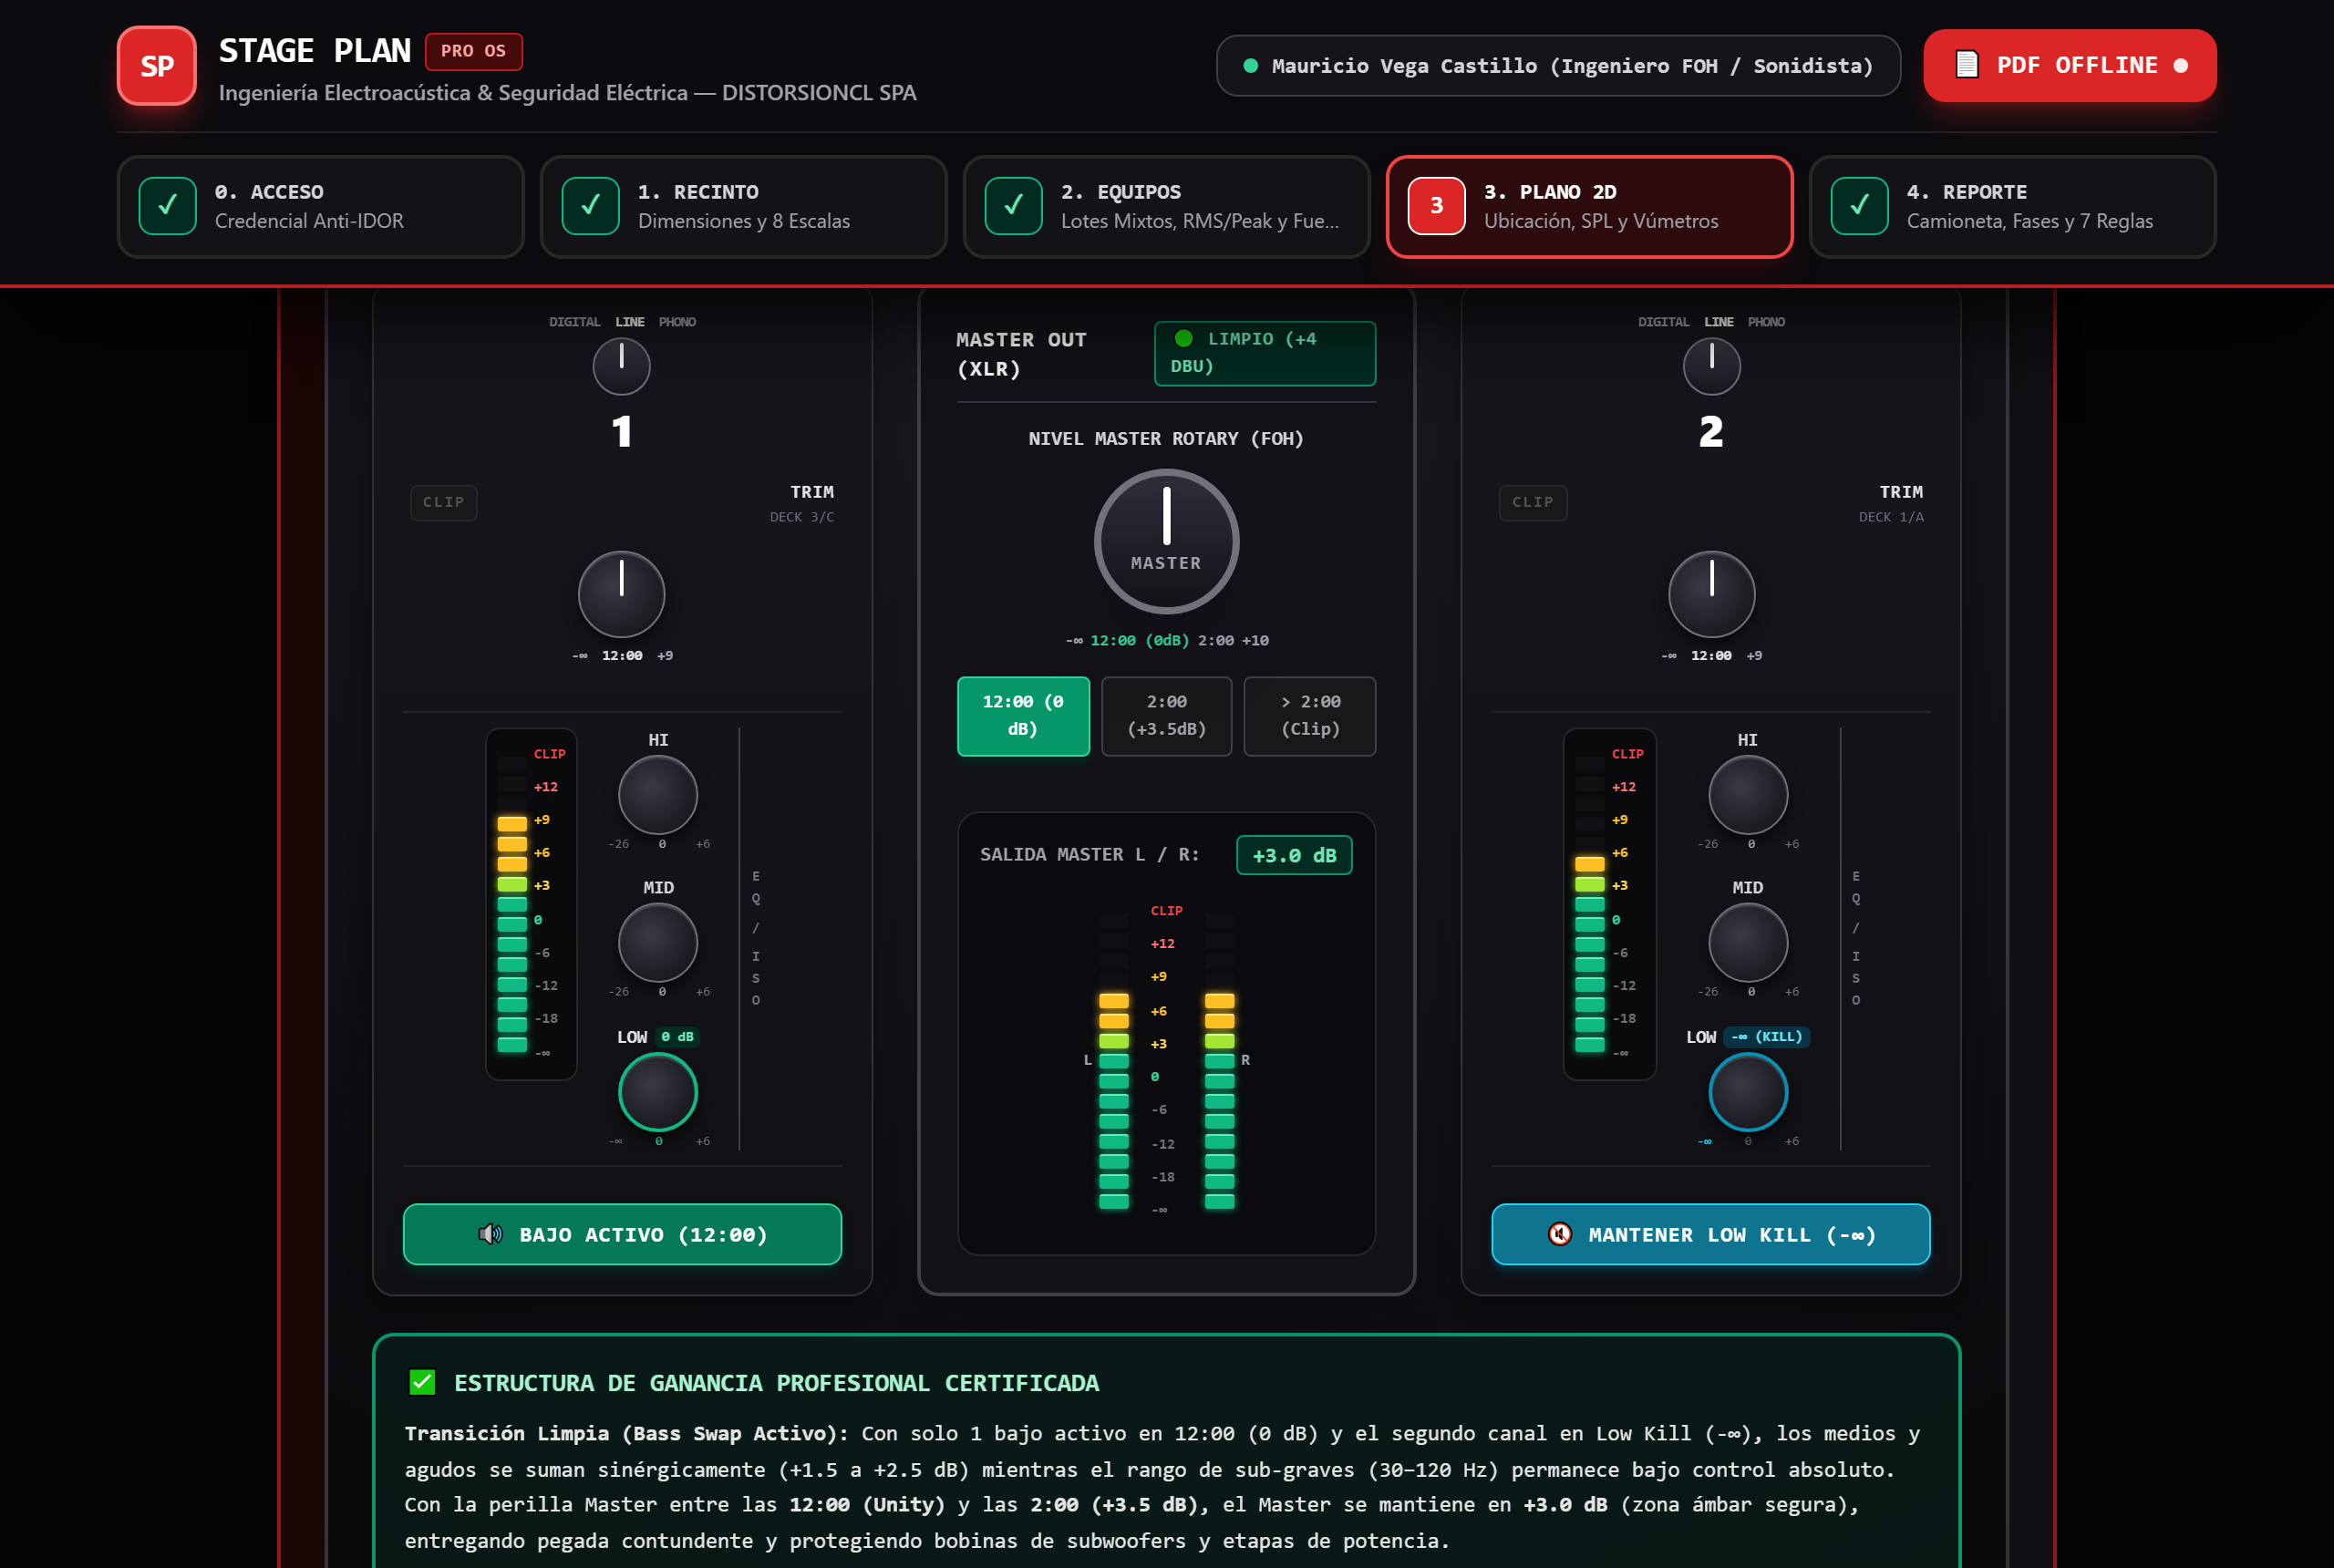 SP
STAGE PLAN PRO OS
Ingeniería Electroacústica & Seguridad Eléctrica — DISTORSIONCL SPA
Mauricio Vega Castillo (Ingeniero FOH / Sonidista)
PDF OFFLINE
0. ACCESO
Credencial Anti-IDOR
1. RECINTO
Dimensiones y 8 Escalas
2. EQUIPOS
Lotes Mixtos, RMS/Peak y Fue...
3
3. PLANO 2D
Ubicación, SPL y Vúmetros
4. REPORTE
Camioneta, Fases y 7 Reglas
DIGITAL LINE PHONO
1
CLIP
TRIM
DECK 3/C
-∞ 12:00 +9
CLIP
+12
+9
+6
+3
0
-6
-12
-18
-∞
HI
-26 0 +6
MID
-26 0 +6
LOW 0 dB
-∞ 0 +6
E
Q
/
I
S
O
BAJO ACTIVO (12:00)
MASTER OUT
(XLR)
LIMPIO (+4
DBU)
NIVEL MASTER ROTARY (FOH)
MASTER
-∞ 12:00 (0dB) 2:00 +10
12:00 (0
dB)
2:00
(+3.5dB)
> 2:00
(Clip)
SALIDA MASTER L / R: +3.0 dB
L
CLIP
+12
+9
+6
+3
0
-6
-12
-18
-∞
R
DIGITAL LINE PHONO
2
CLIP
TRIM
DECK 1/A
-∞ 12:00 +9
CLIP
+12
+9
+6
+3
0
-6
-12
-18
-∞
HI
-26 0 +6
MID
-26 0 +6
LOW -∞ (KILL)
-∞ 0 +6
E
Q
/
I
S
O
MANTENER LOW KILL (-∞)
ESTRUCTURA DE GANANCIA PROFESIONAL CERTIFICADA
Transición Limpia (Bass Swap Activo): Con solo 1 bajo activo en 12:00 (0 dB) y el segundo canal en Low Kill (-∞), los medios y
agudos se suman sinérgicamente (+1.5 a +2.5 dB) mientras el rango de sub-graves (30–120 Hz) permanece bajo control absoluto.
Con la perilla Master entre las 12:00 (Unity) y las 2:00 (+3.5 dB), el Master se mantiene en +3.0 dB (zona ámbar segura),
entregando pegada contundente y protegiendo bobinas de subwoofers y etapas de potencia.